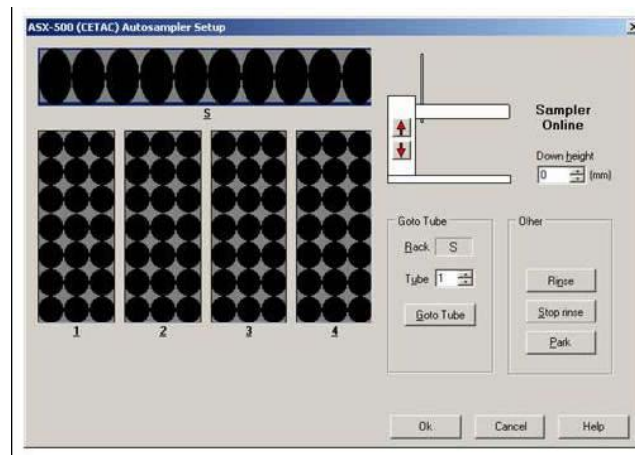 ASX-500 (CETAC) Autosampler Setup
S
1 2 3 4
Sampler
Online
Down height
0 (mm)
Goto Tube
Rack S
Tube 1
Goto Tube
Other
Rinse
Stop rinse
Park
Ok Cancel Help